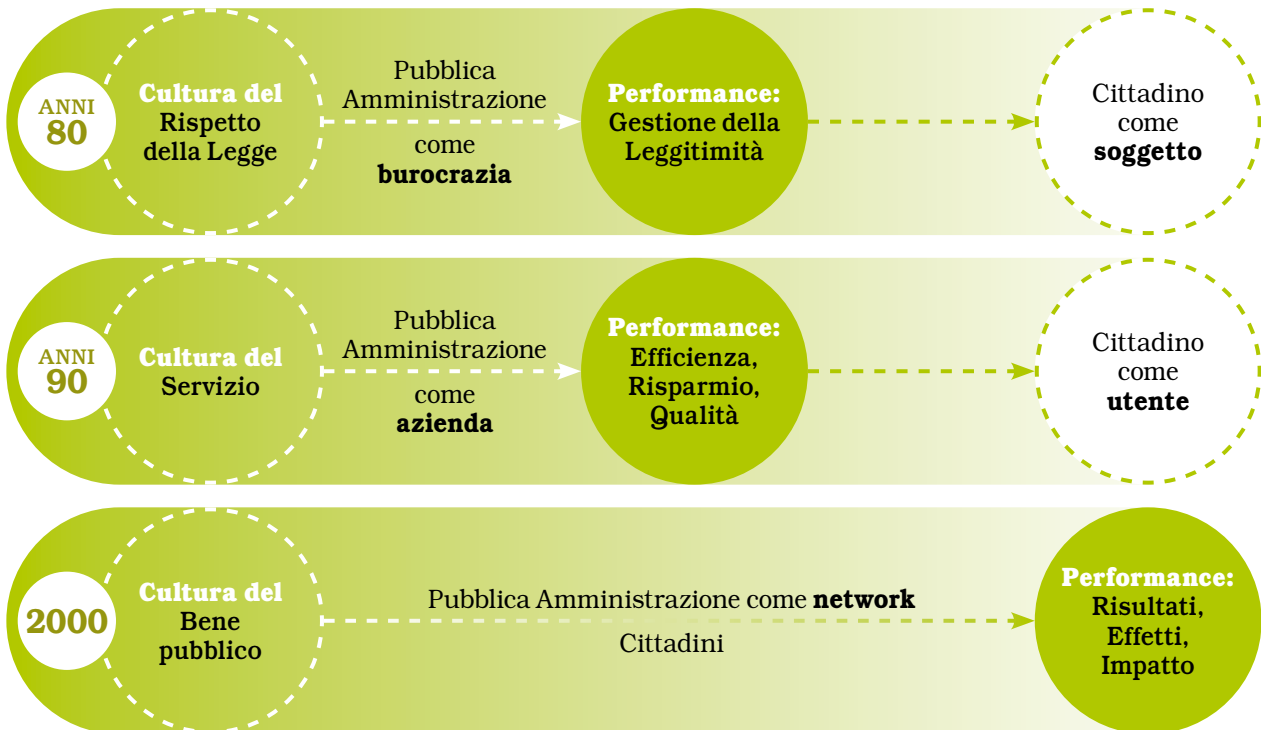 ANNI
80
Cultura del
Rispetto
della Legge
Pubblica
Amministrazione
come
burocrazia
Performance:
Gestione della
Leggitimità
Cittadino
come
soggetto
ANNI
90
Cultura del
Servizio
Pubblica
Amministrazione
come
azienda
Performance:
Efficienza,
Risparmio,
Qualità
Cittadino
come
utente
2000
Cultura del
Bene
pubblico
Pubblica Amministrazione come network
Cittadini
Performance:
Risultati,
Effetti,
Impatto